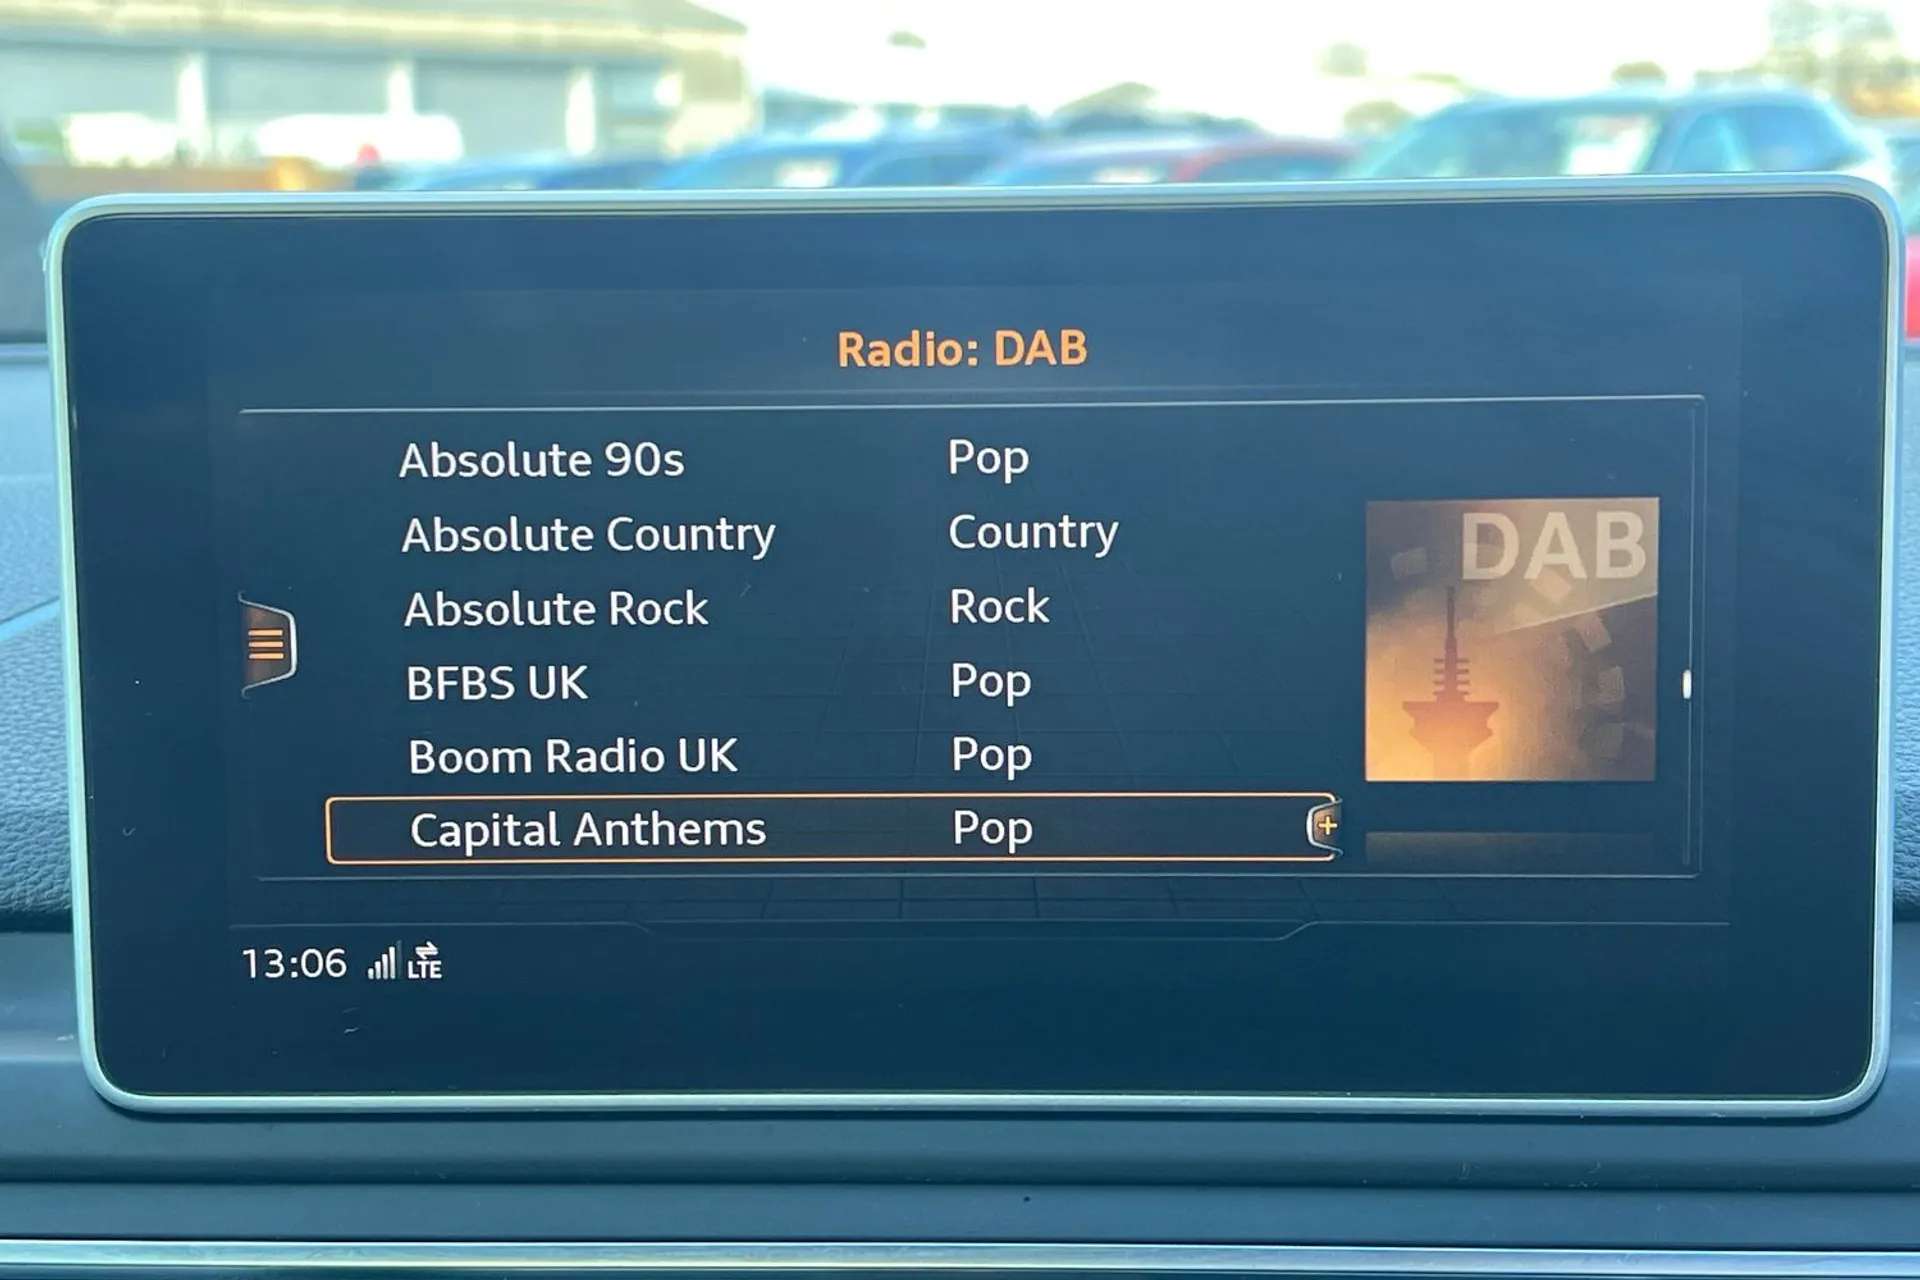 Radio: DAB
Absolute 90s Pop
Absolute Country Country
Absolute Rock Rock
BFBS UK Pop
Boom Radio UK Pop
Capital Anthems Pop
DAB
13:06 LTE